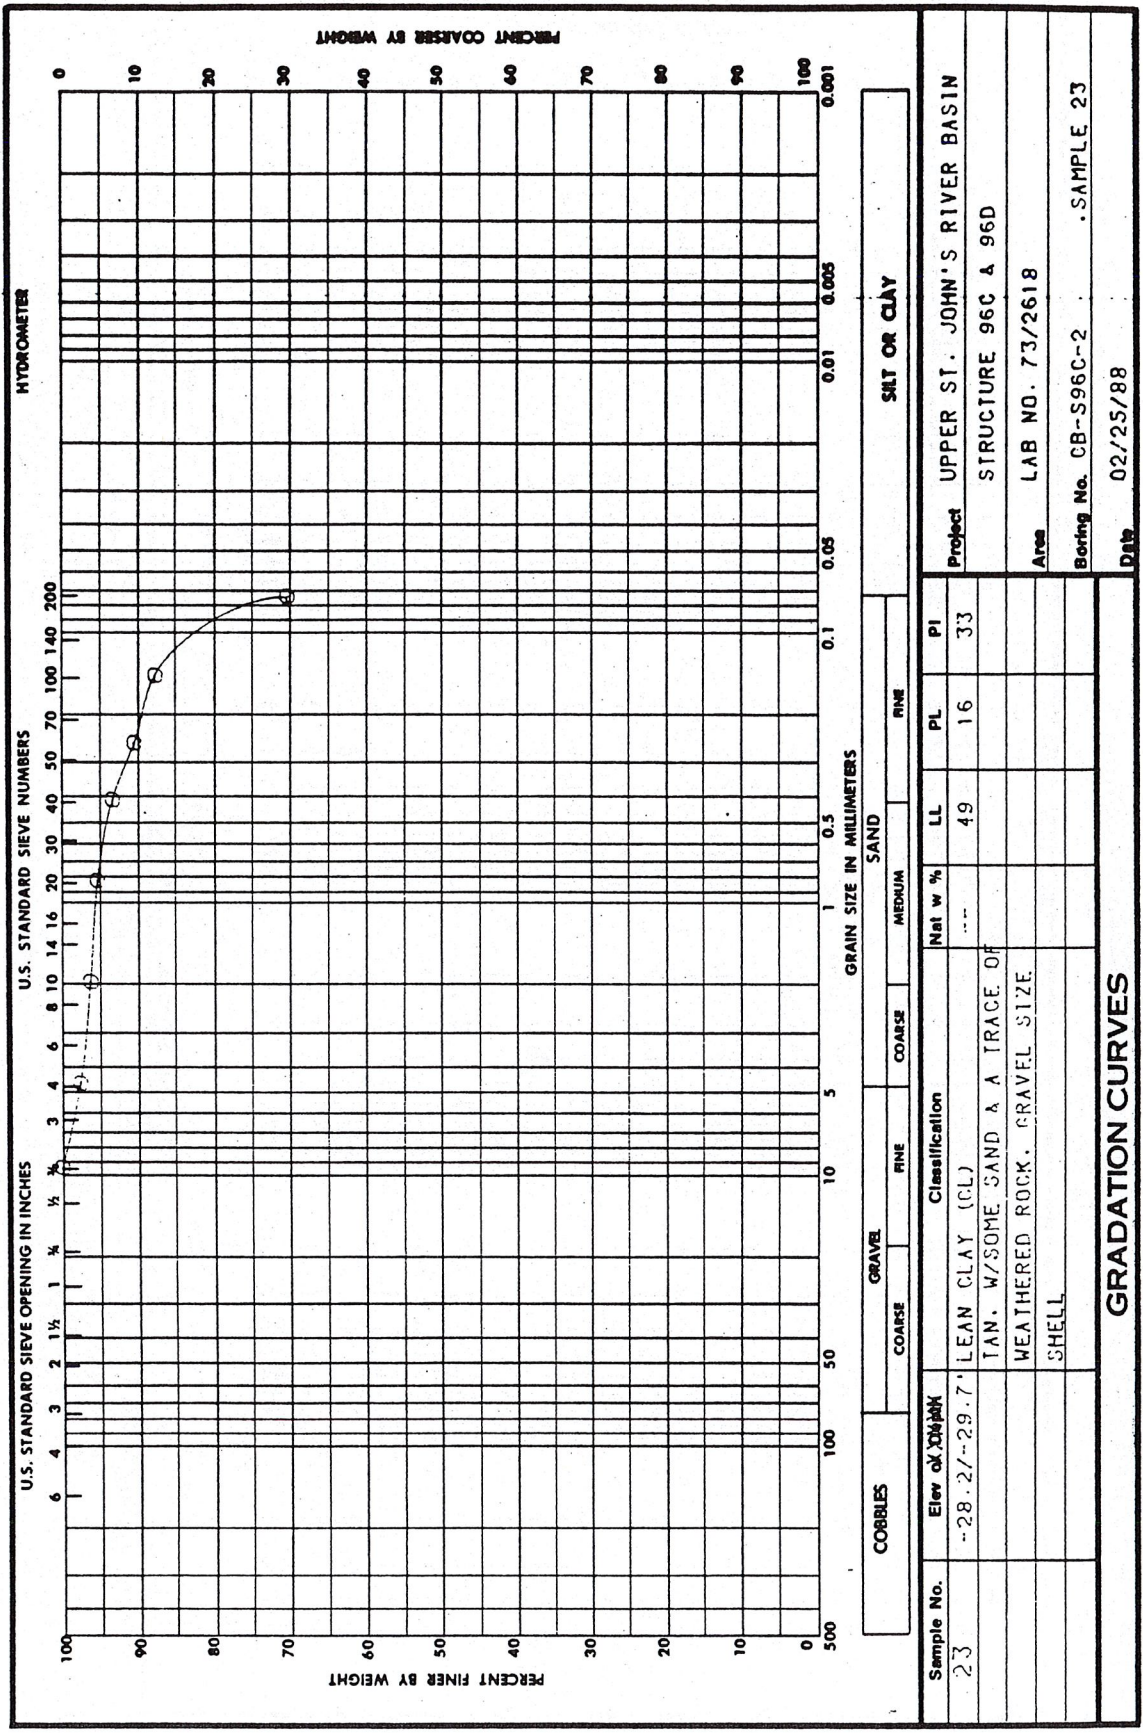 U.S. STANDARD SIEVE OPENING IN INCHES U.S. STANDARD SIEVE NUMBERS HYDROMETER
6 4 3 2 1½ 1 ¾ ½ ⅜ 3 4 6 8 10 14 16 20 30 40 50 70 100 140 200
PERCENT FINER BY WEIGHT
100
90
80
70
60
50
40
30
20
10
0
PERCENT COARSER BY WEIGHT
0
10
20
30
40
50
60
70
80
90
100
500 100 50 10 5 1 0.5 0.1 0.05 0.01 0.005 0.001
GRAIN SIZE IN MILLIMETERS
COBBLES GRAVEL SAND SILT OR CLAY
COARSE FINE COARSE MEDIUM FINE
Sample No. Elev or Depth Classification Nat w % LL PL PI
23 -28.2/-29.7' LEAN CLAY (CL) --- 49 16 33
TAN. W/SOME SAND & A TRACE OF
WEATHERED ROCK. GRAVEL SIZE
SHELL
Project UPPER ST. JOHN'S RIVER BASIN
STRUCTURE 96C & 96D
Area LAB NO. 73/2618
Boring No. CB-S96C-2 .SAMPLE 23
Date 02/25/88
GRADATION CURVES